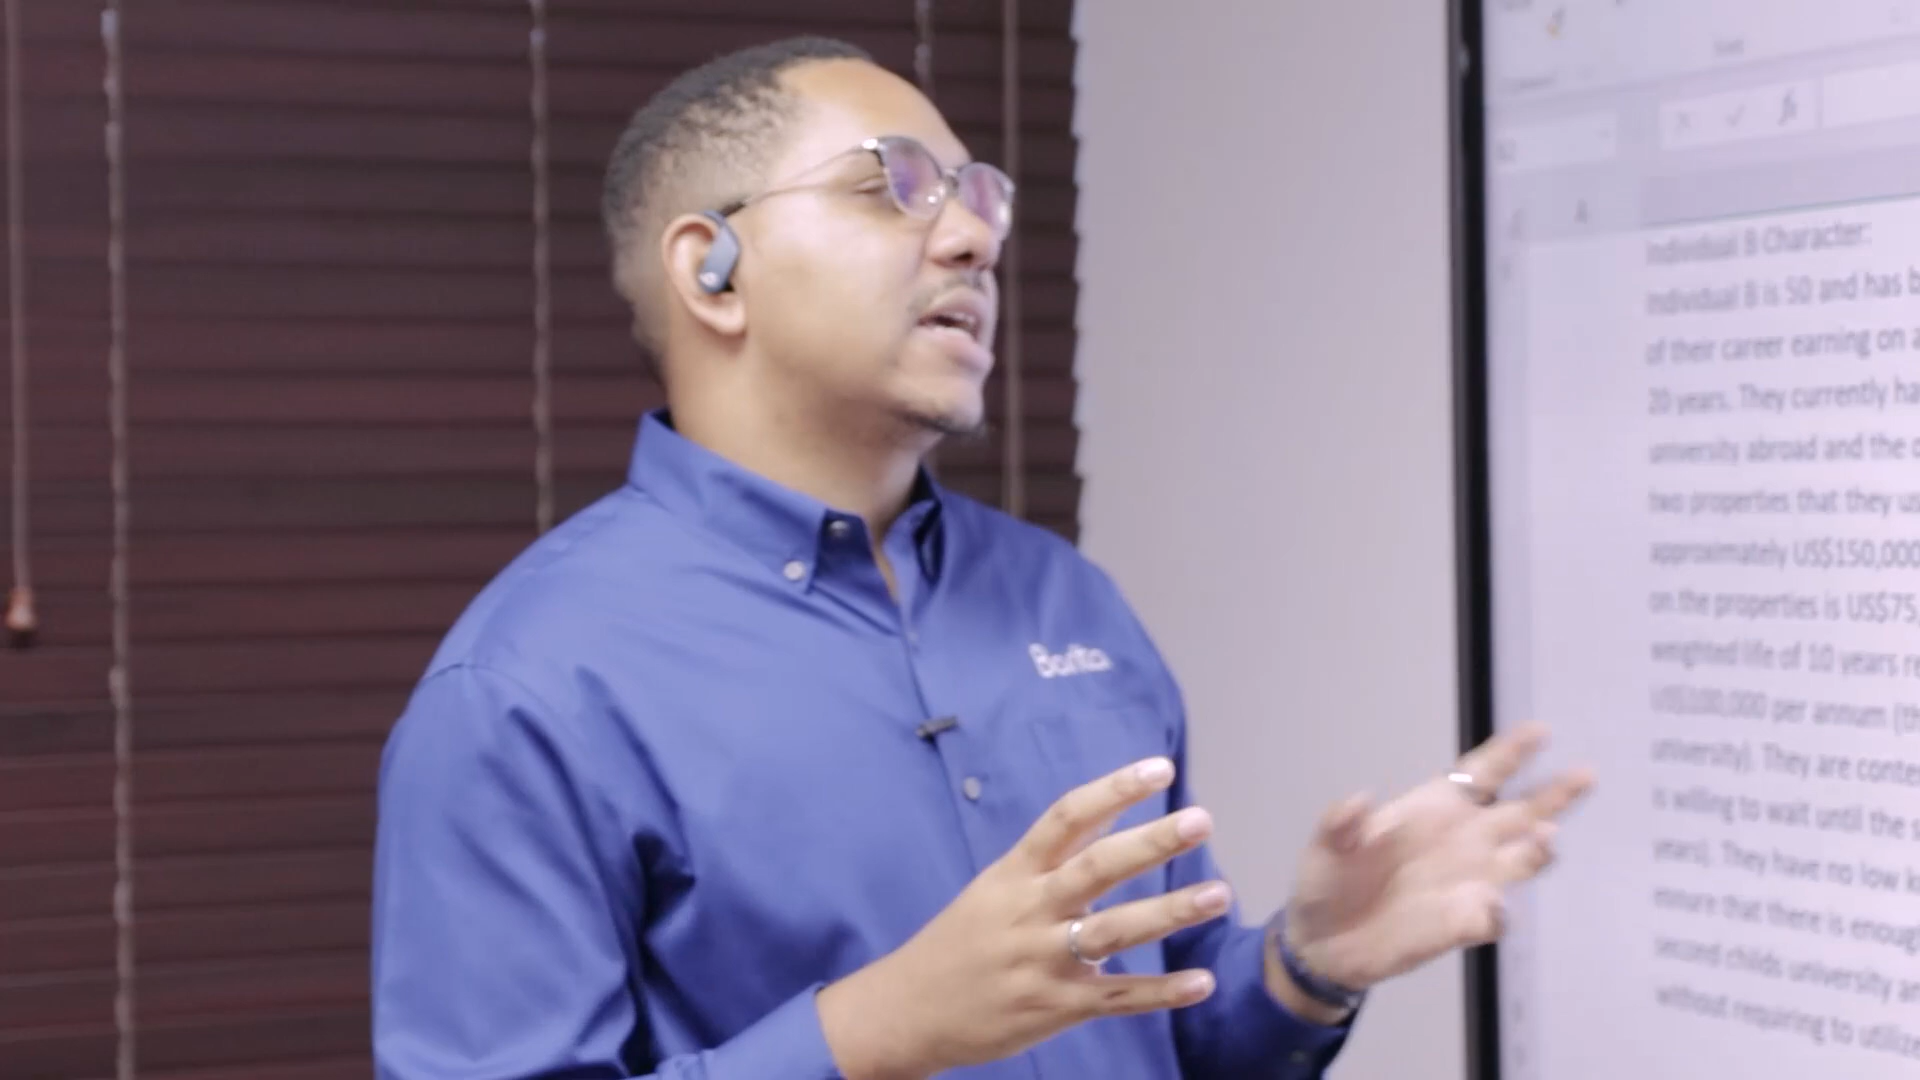 Barita
Individual B Character:
Individual B is 50 and has b
of their career earning on a
20 years. They currently ha
university abroad and the o
two properties that they us
approximately US$150,000
on the properties is US$75,
weighted life of 10 years re
US$100,000 per annum (th
university). They are conte
is willing to wait until the s
years). They have no low k
ensure that there is enough
second childs university an
without requiring to utilize